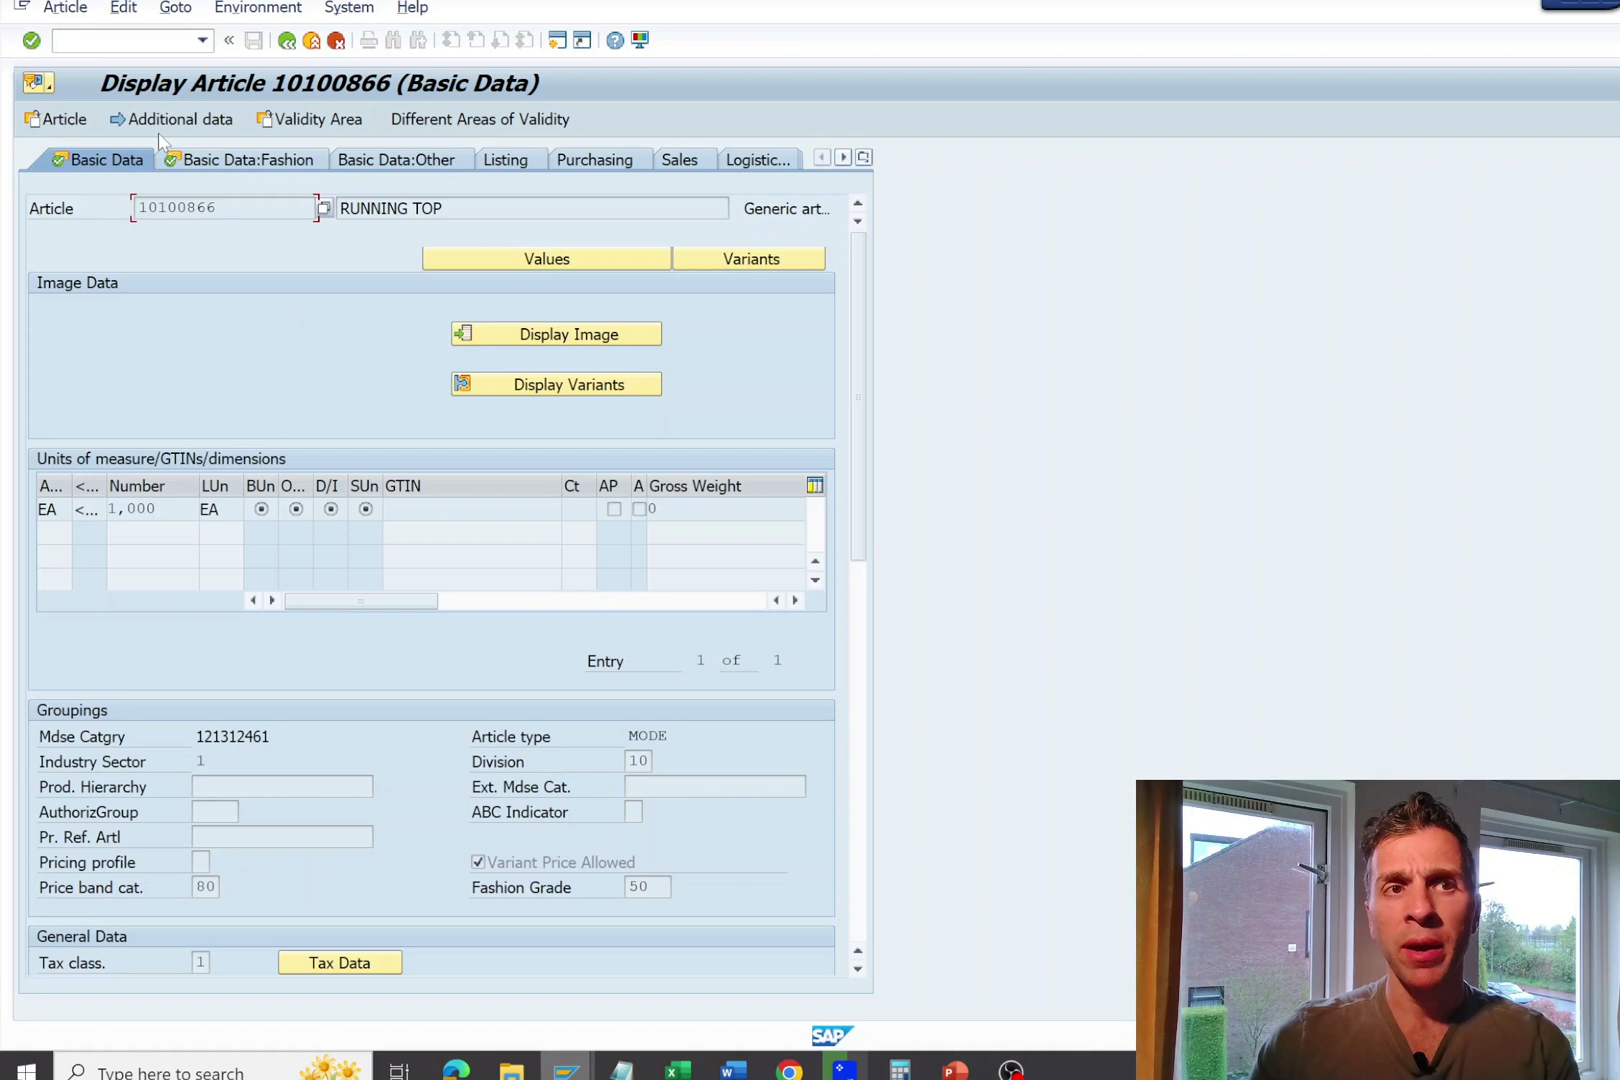 Article Edit Goto Environment System Help
Display Article 10100866 (Basic Data)
Article Additional data Validity Area Different Areas of Validity
Basic Data Basic Data:Fashion Basic Data:Other Listing Purchasing Sales Logistic...
Article 10100866 RUNNING TOP Generic art...
Values Variants
Image Data
Display Image
Display Variants
Units of measure/GTINs/dimensions
A... <... Number LUn BUn O... D/I SUn GTIN Ct AP A Gross Weight
EA <... 1,000 EA 0
Entry 1 of 1
Groupings
Mdse Catgry 121312461 Article type MODE
Industry Sector 1 Division 10
Prod. Hierarchy Ext. Mdse Cat.
AuthorizGroup ABC Indicator
Pr. Ref. Artl
Pricing profile Variant Price Allowed
Price band cat. 80 Fashion Grade 50
General Data
Tax class. 1 Tax Data
SAP
Type here to search